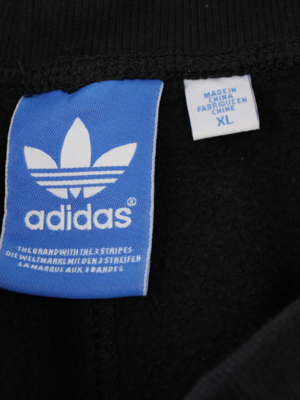 adidas
THE BRAND WITH THE 3 STRIPES
DIE WELTMARKE MIT DEN 3 STREIFEN
LA MARQUE AUX 3 BANDES
MADE IN
CHINA
FABRIQUE EN
CHINE
XL